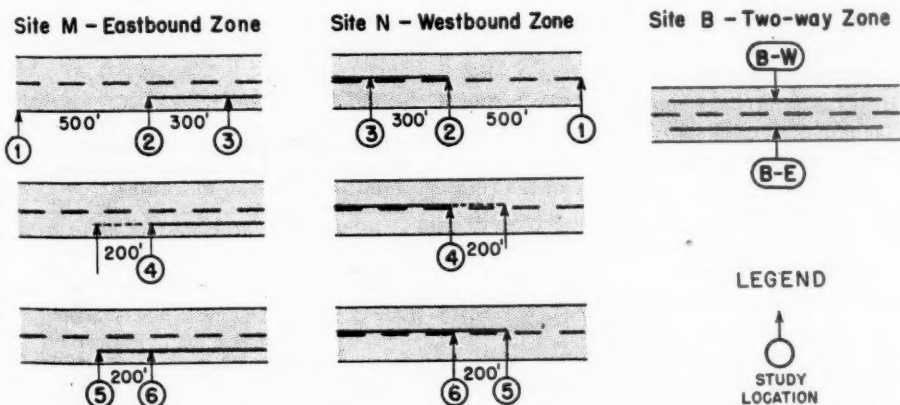 Site M – Eastbound Zone
500' 300'
1 2 3
200'
4
200'
5 6
Site N – Westbound Zone
300' 500'
3 2 1
200'
4
200'
6 5
Site B – Two-way Zone
B-W
B-E
LEGEND
STUDY
LOCATION